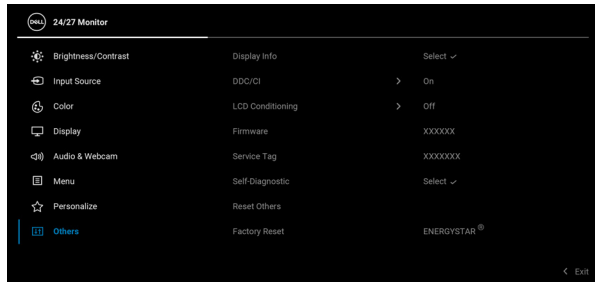 DELL 24/27 Monitor
Brightness/Contrast Display Info Select ✓
Input Source DDC/CI > On
Color LCD Conditioning > Off
Display Firmware XXXXXX
Audio & Webcam Service Tag XXXXXXX
Menu Self-Diagnostic Select ✓
Personalize Reset Others
Others Factory Reset ENERGYSTAR ®
< Exit